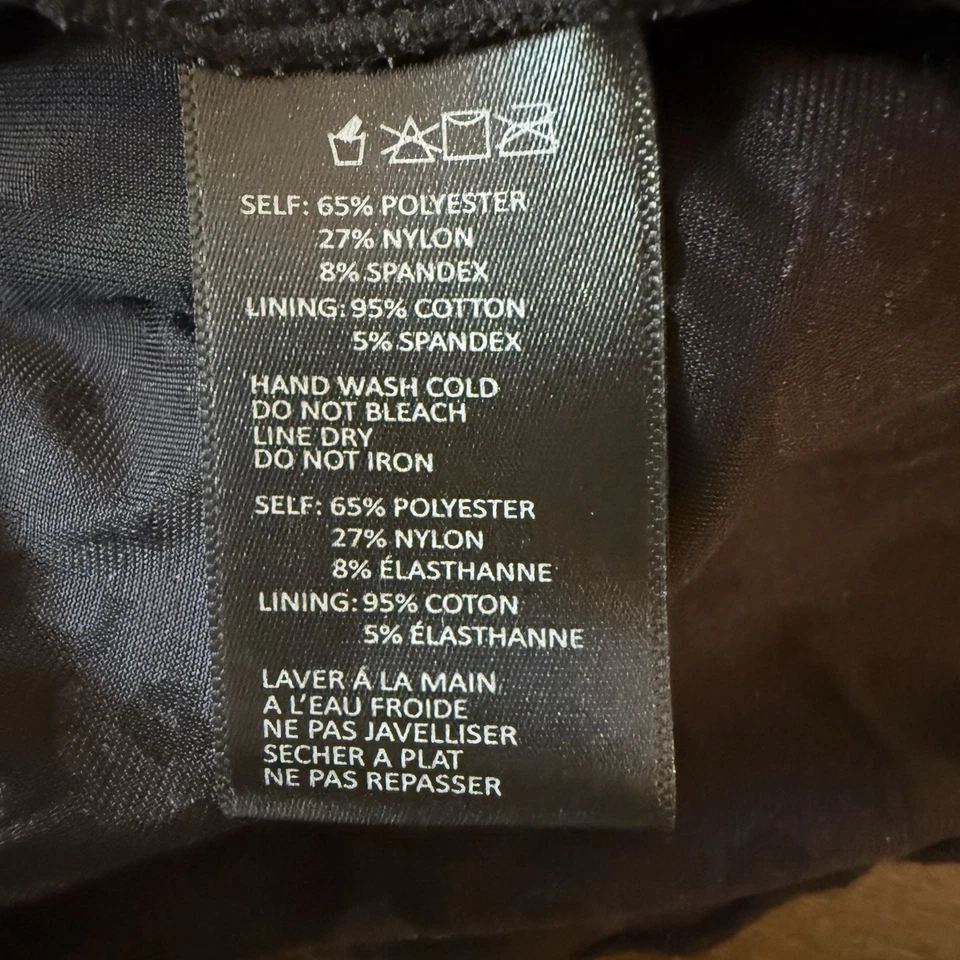 SELF: 65% POLYESTER
27% NYLON
8% SPANDEX
LINING: 95% COTTON
5% SPANDEX
HAND WASH COLD
DO NOT BLEACH
LINE DRY
DO NOT IRON
SELF: 65% POLYESTER
27% NYLON
8% ÉLASTHANNE
LINING: 95% COTON
5% ÉLASTHANNE
LAVER Á LA MAIN
A L'EAU FROIDE
NE PAS JAVELLISER
SECHER A PLAT
NE PAS REPASSER